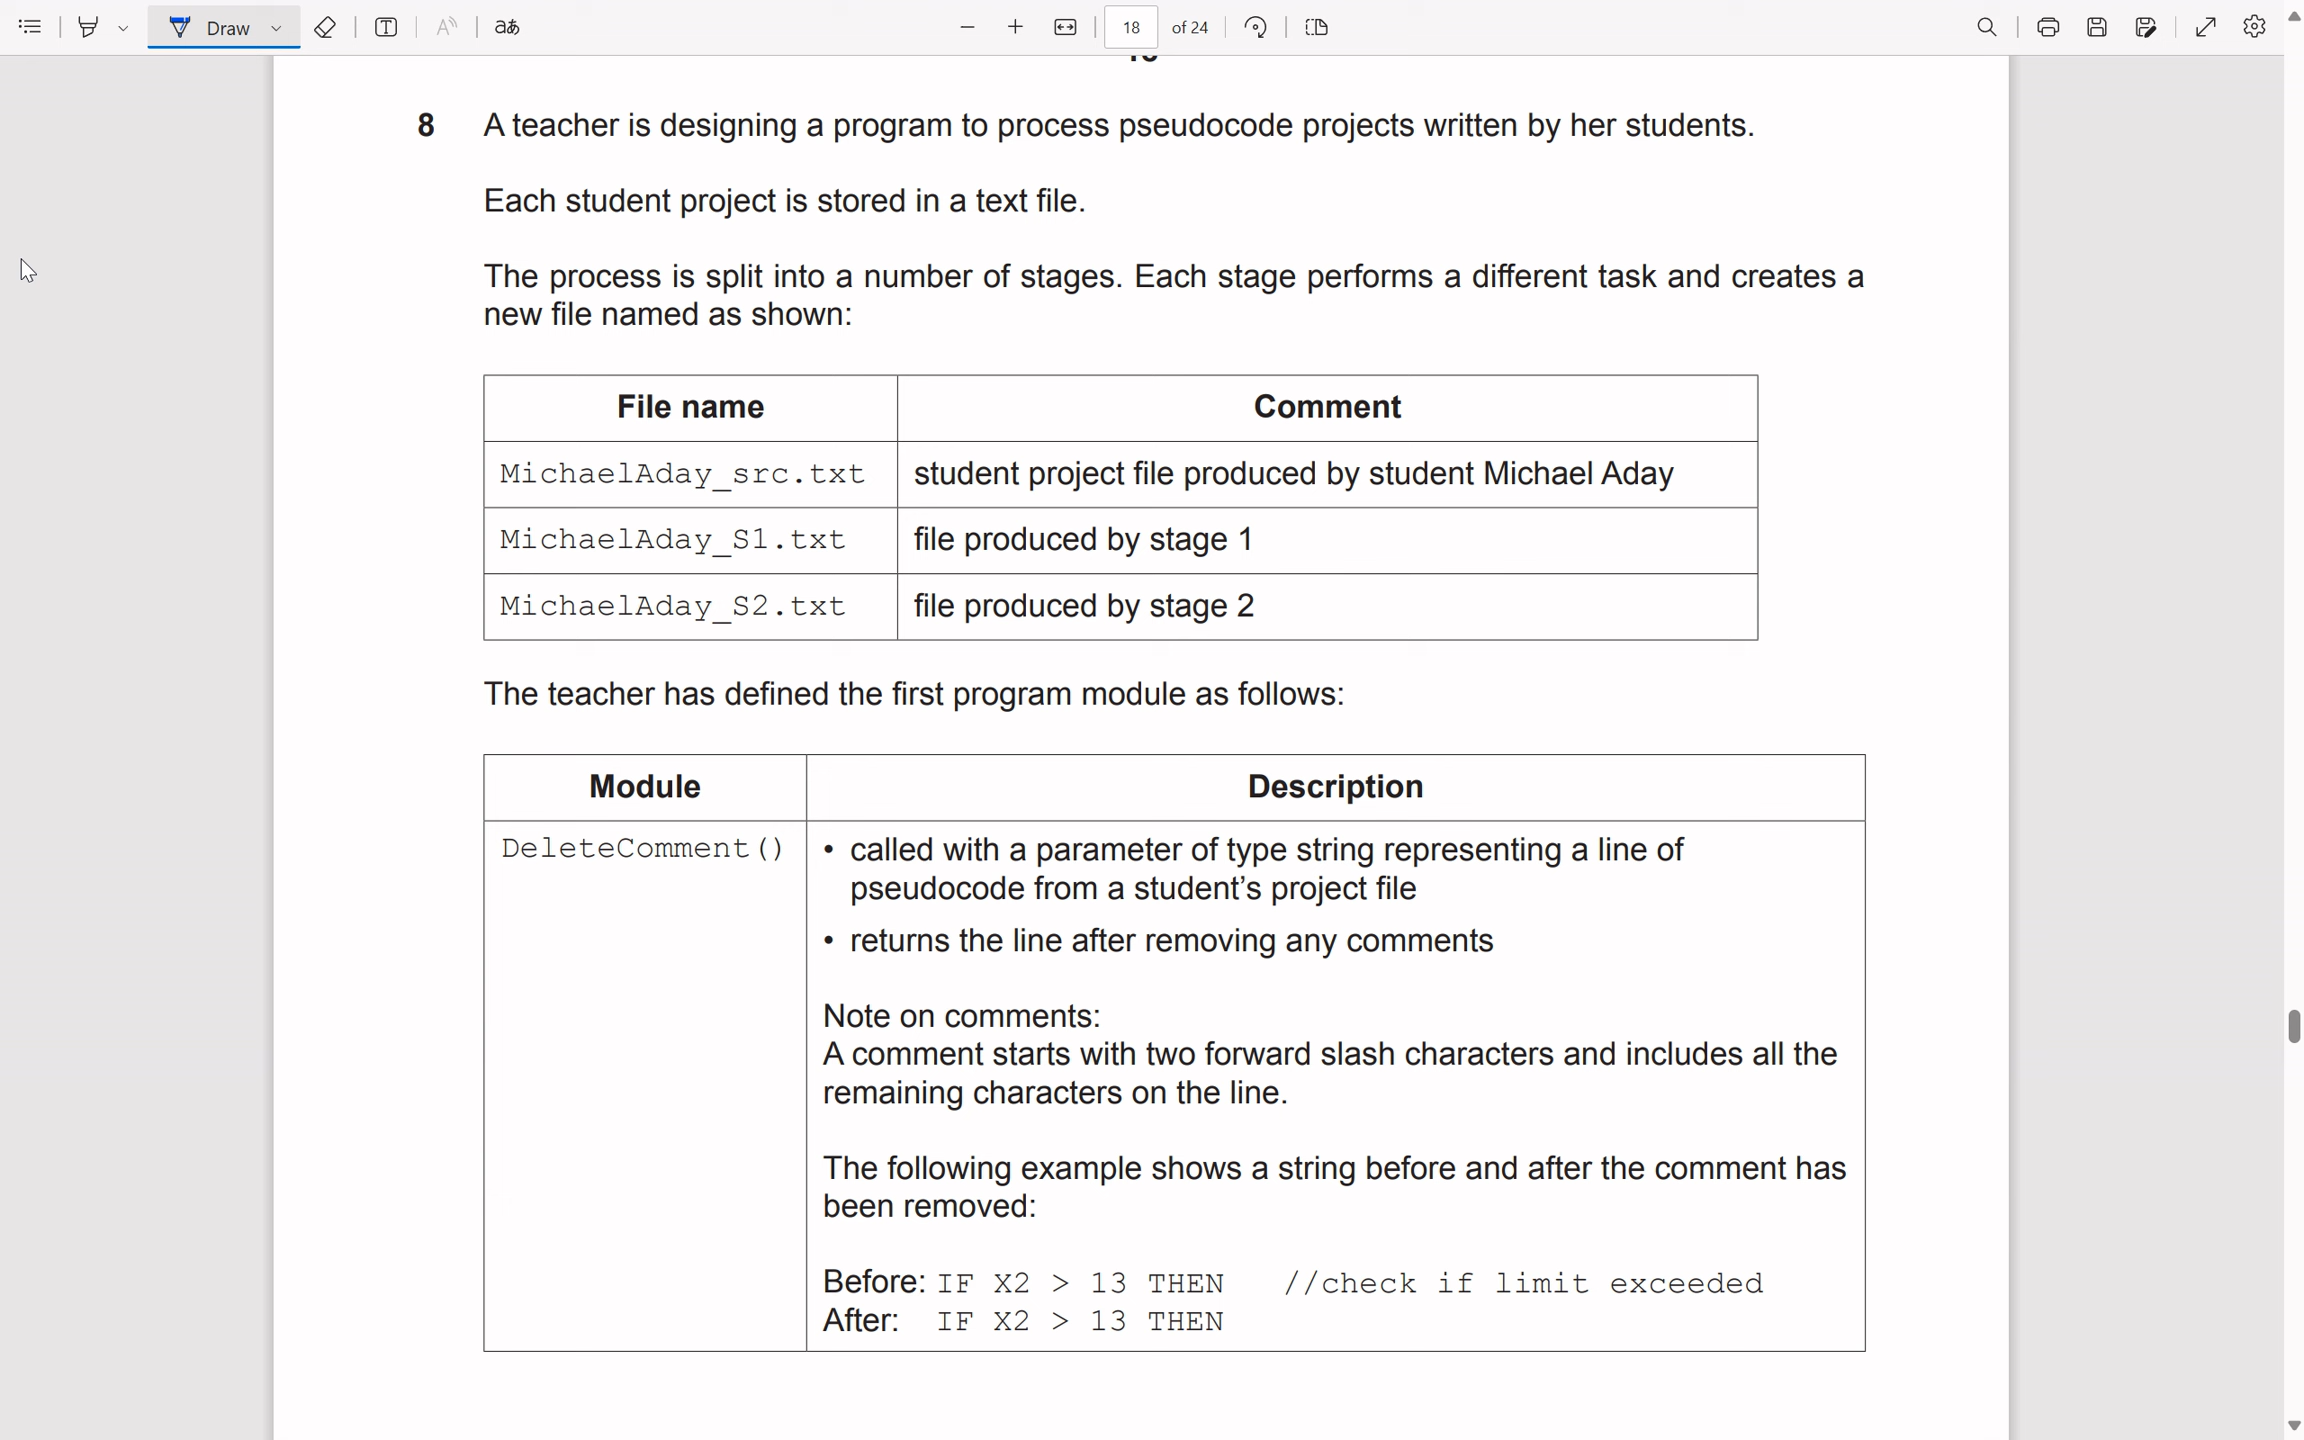 Draw
aあ
18
of 24
8 A teacher is designing a program to process pseudocode projects written by her students.
Each student project is stored in a text file.
The process is split into a number of stages. Each stage performs a different task and creates a
new file named as shown:
File name Comment
MichaelAday_src.txt student project file produced by student Michael Aday
MichaelAday_S1.txt file produced by stage 1
MichaelAday_S2.txt file produced by stage 2
The teacher has defined the first program module as follows:
Module Description
DeleteComment() • called with a parameter of type string representing a line of
pseudocode from a student's project file
• returns the line after removing any comments
Note on comments:
A comment starts with two forward slash characters and includes all the
remaining characters on the line.
The following example shows a string before and after the comment has
been removed:
Before: IF X2 > 13 THEN   //check if limit exceeded
After: IF X2 > 13 THEN